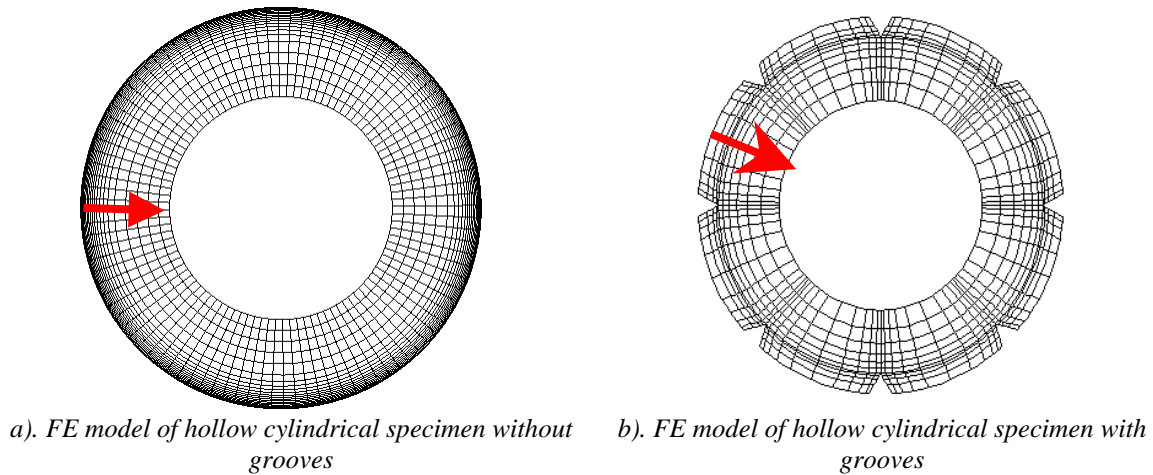 a). FE model of hollow cylindrical specimen without
grooves
b). FE model of hollow cylindrical specimen with
grooves